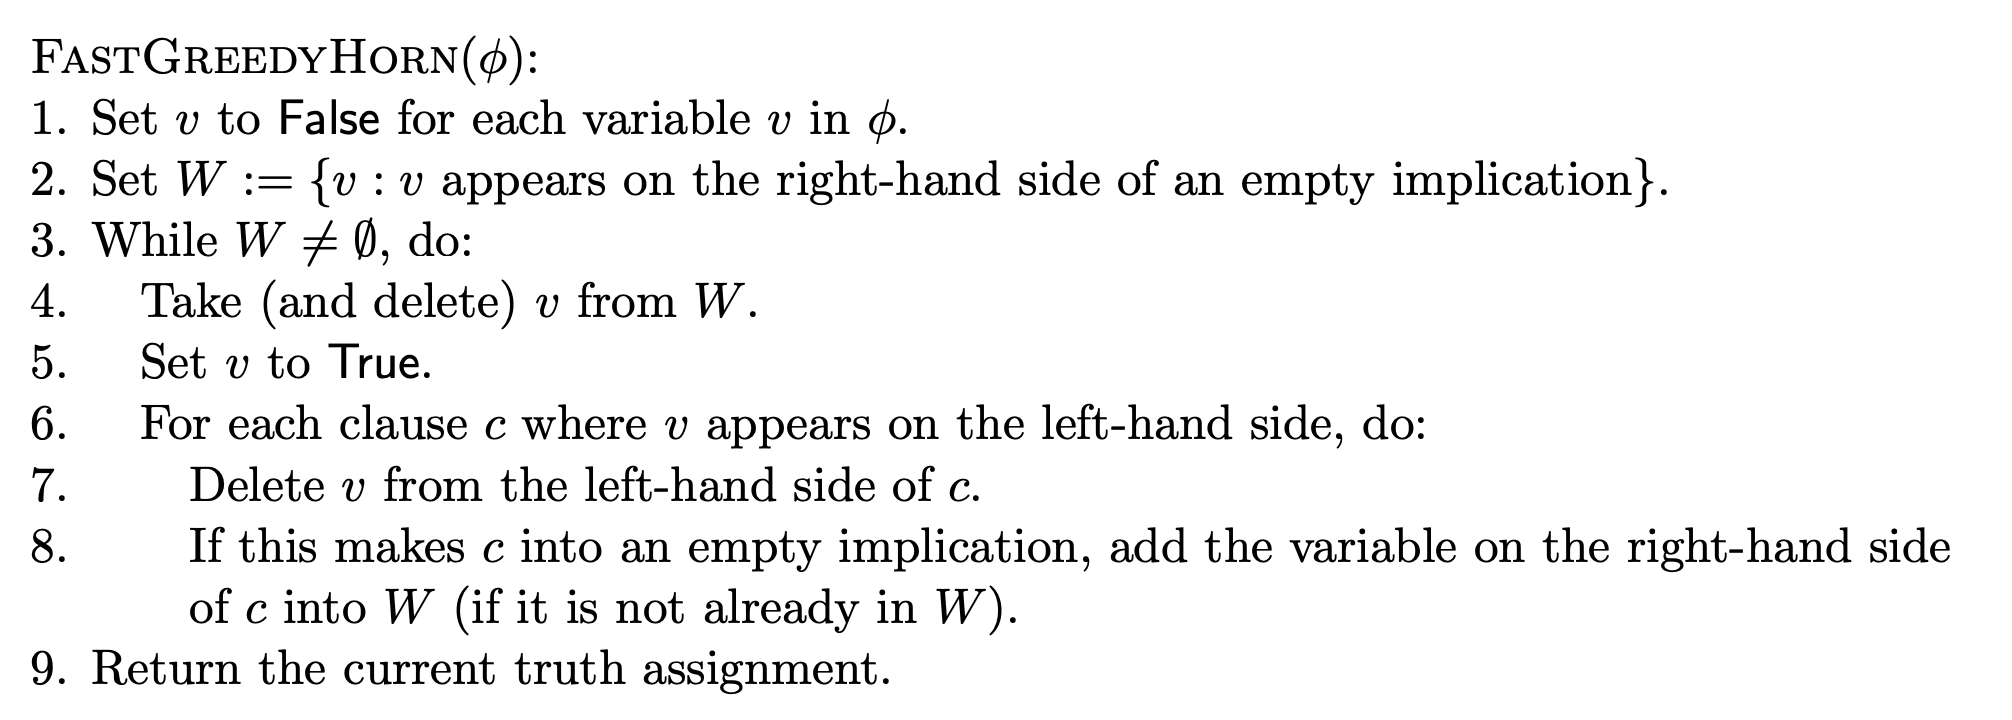 FASTGREEDYHORN(ϕ):
1. Set v to False for each variable v in ϕ.
2. Set W := {v : v appears on the right-hand side of an empty implication}.
3. While W ≠ ∅, do:
4. Take (and delete) v from W.
5. Set v to True.
6. For each clause c where v appears on the left-hand side, do:
7. Delete v from the left-hand side of c.
8. If this makes c into an empty implication, add the variable on the right-hand side
of c into W (if it is not already in W).
9. Return the current truth assignment.